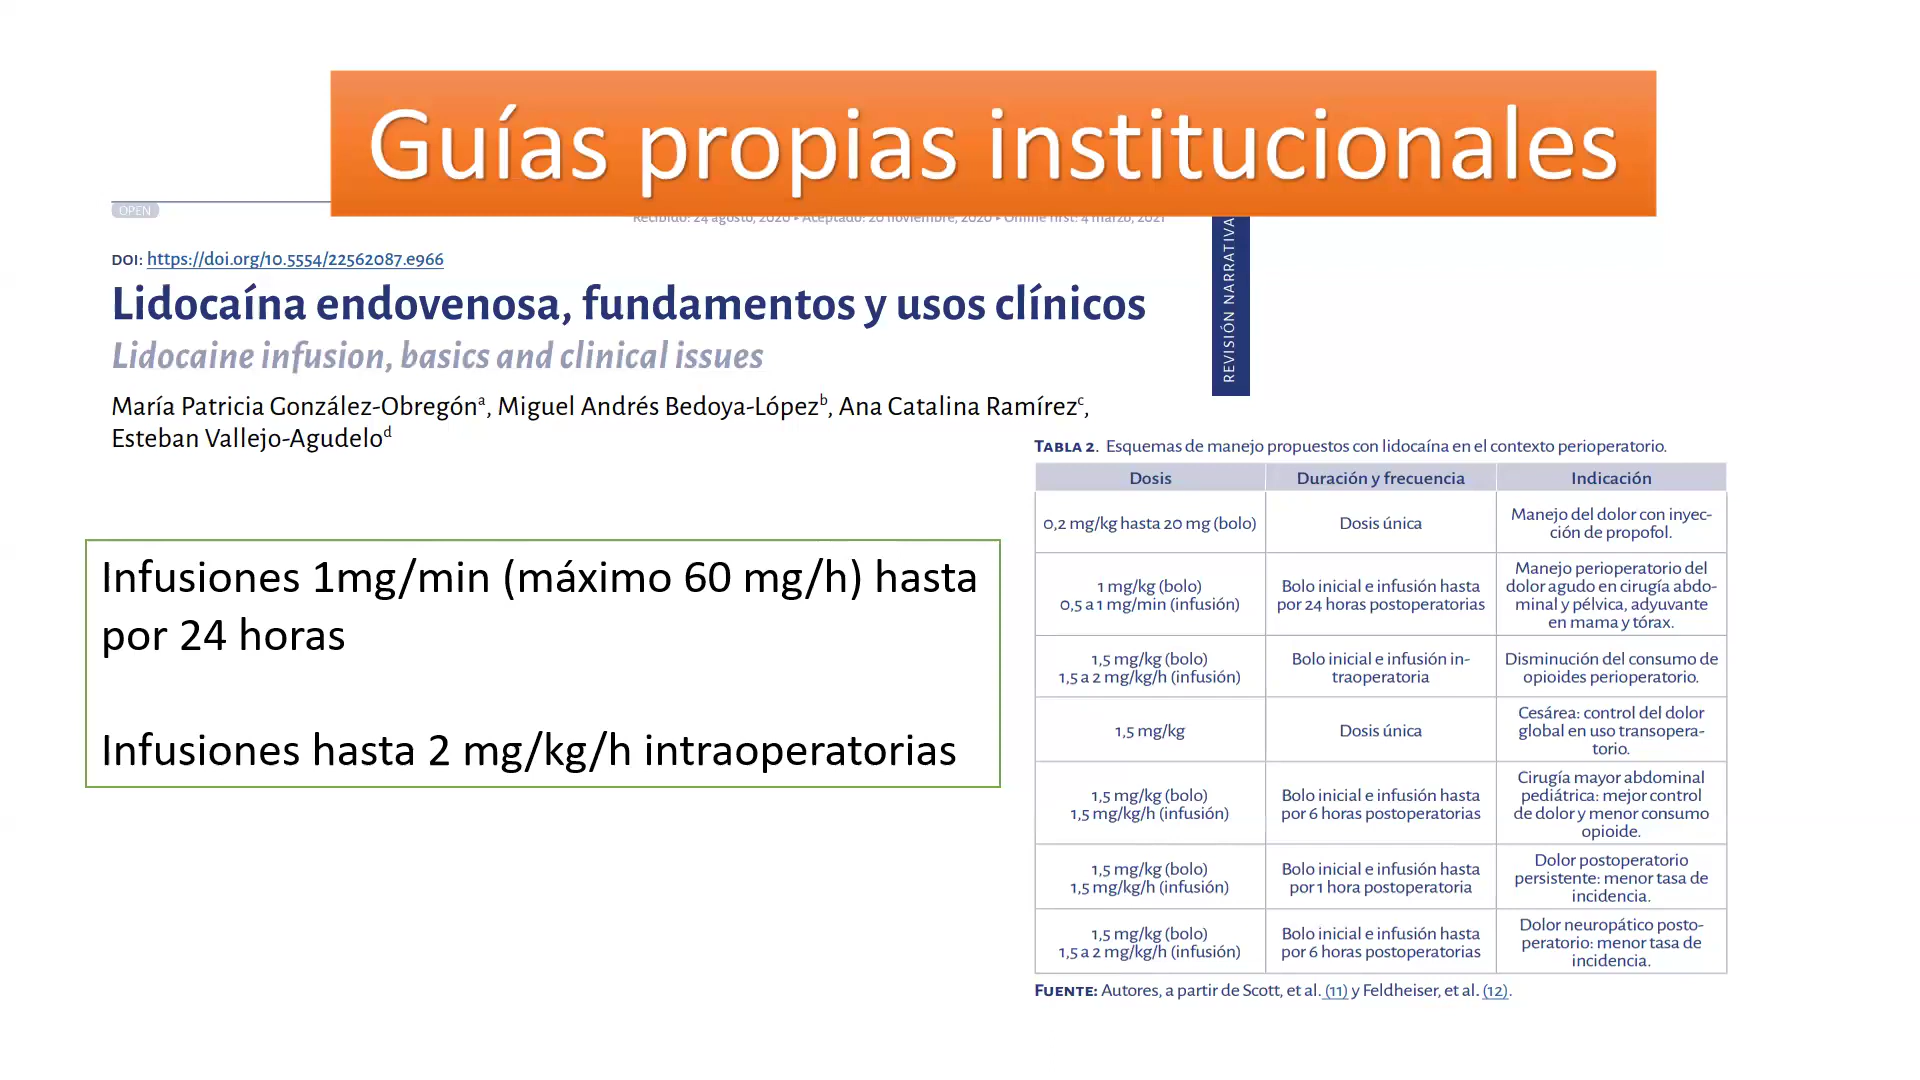 Guías propias institucionales
OPEN
Recibido: 24 agosto, 2020 • Aceptado: 20 noviembre, 2020 • Online first: 4 marzo, 2021
DOI: https://doi.org/10.5554/22562087.e966
Lidocaína endovenosa, fundamentos y usos clínicos
Lidocaine infusion, basics and clinical issues
María Patricia González-Obregónᵃ, Miguel Andrés Bedoya-Lópezᵇ, Ana Catalina Ramírezᶜ,
Esteban Vallejo-Agudeloᵈ
REVISIÓN NARRATIVA
Infusiones 1mg/min (máximo 60 mg/h) hasta
por 24 horas
Infusiones hasta 2 mg/kg/h intraoperatorias
TABLA 2. Esquemas de manejo propuestos con lidocaína en el contexto perioperatorio.
Dosis Duración y frecuencia Indicación
0,2 mg/kg hasta 20 mg (bolo)
Dosis única
Manejo del dolor con inyec-
ción de propofol.
1 mg/kg (bolo)
0,5 a 1 mg/min (infusión)
Bolo inicial e infusión hasta
por 24 horas postoperatorias
Manejo perioperatorio del
dolor agudo en cirugía abdo-
minal y pélvica, adyuvante
en mama y tórax.
1,5 mg/kg (bolo)
1,5 a 2 mg/kg/h (infusión)
Bolo inicial e infusión in-
traoperatoria
Disminución del consumo de
opioides perioperatorio.
1,5 mg/kg
Dosis única
Cesárea: control del dolor
global en uso transopera-
torio.
1,5 mg/kg (bolo)
1,5 mg/kg/h (infusión)
Bolo inicial e infusión hasta
por 6 horas postoperatorias
Cirugía mayor abdominal
pediátrica: mejor control
de dolor y menor consumo
opioide.
1,5 mg/kg (bolo)
1,5 mg/kg/h (infusión)
Bolo inicial e infusión hasta
por 1 hora postoperatoria
Dolor postoperatorio
persistente: menor tasa de
incidencia.
1,5 mg/kg (bolo)
1,5 a 2 mg/kg/h (infusión)
Bolo inicial e infusión hasta
por 6 horas postoperatorias
Dolor neuropático posto-
peratorio: menor tasa de
incidencia.
FUENTE: Autores, a partir de Scott, et al. (11) y Feldheiser, et al. (12).